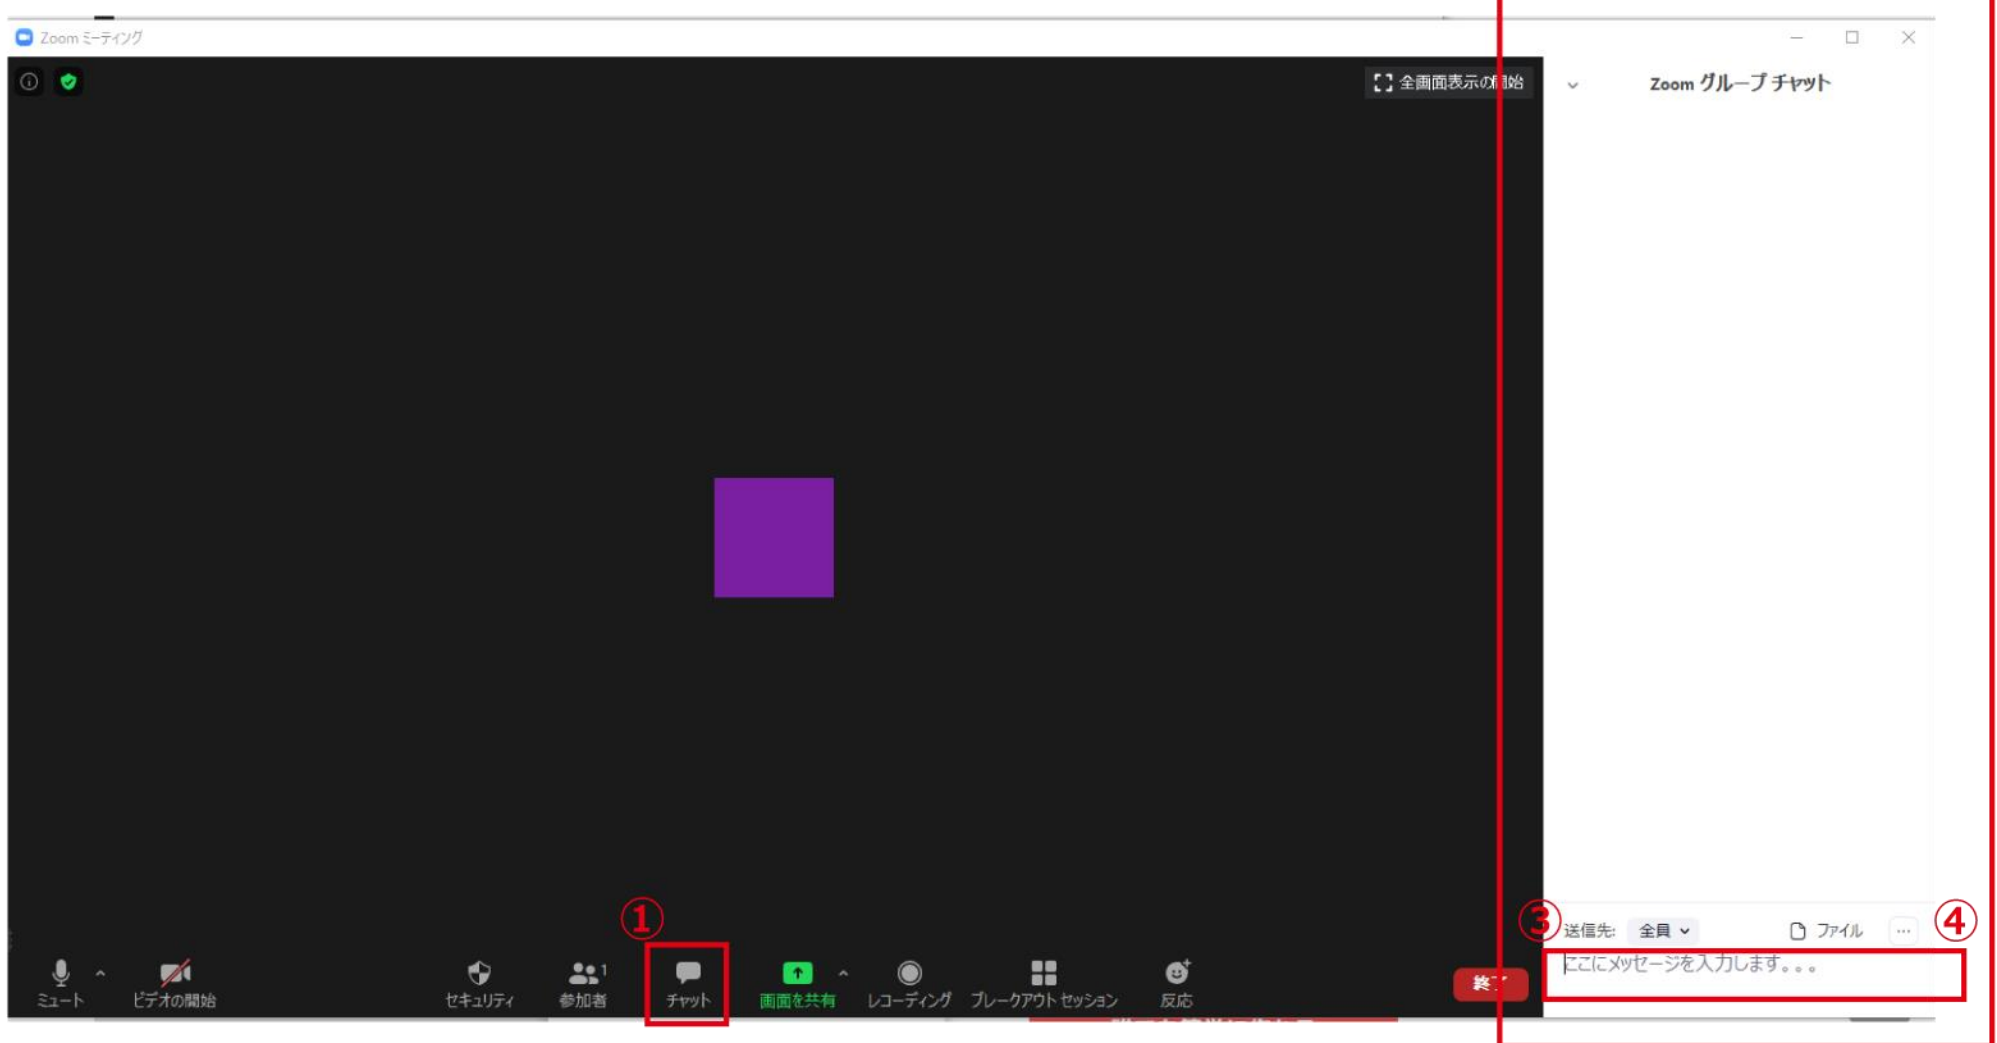 Zoom ミーティング
全画面表示の開始
Zoom グループ チャット
①
③
送信先: 全員
ファイル
...
④
ここにメッセージを入力します。。。
ミュート
ビデオの開始
セキュリティ
1
参加者
チャット
画面を共有
レコーディング
ブレークアウト セッション
反応
終了